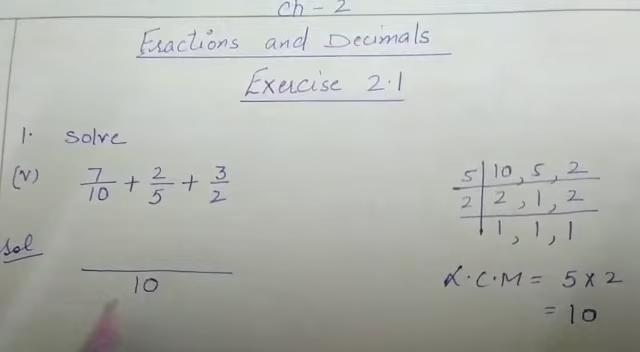 Ch - 2
Fractions and Decimals
Exercise 2.1
1. Solve
(v) 7/10 + 2/5 + 3/2
Sol
10
5 | 10, 5, 2
2 | 2, 1, 2
1, 1, 1
L.C.M = 5 x 2
= 10